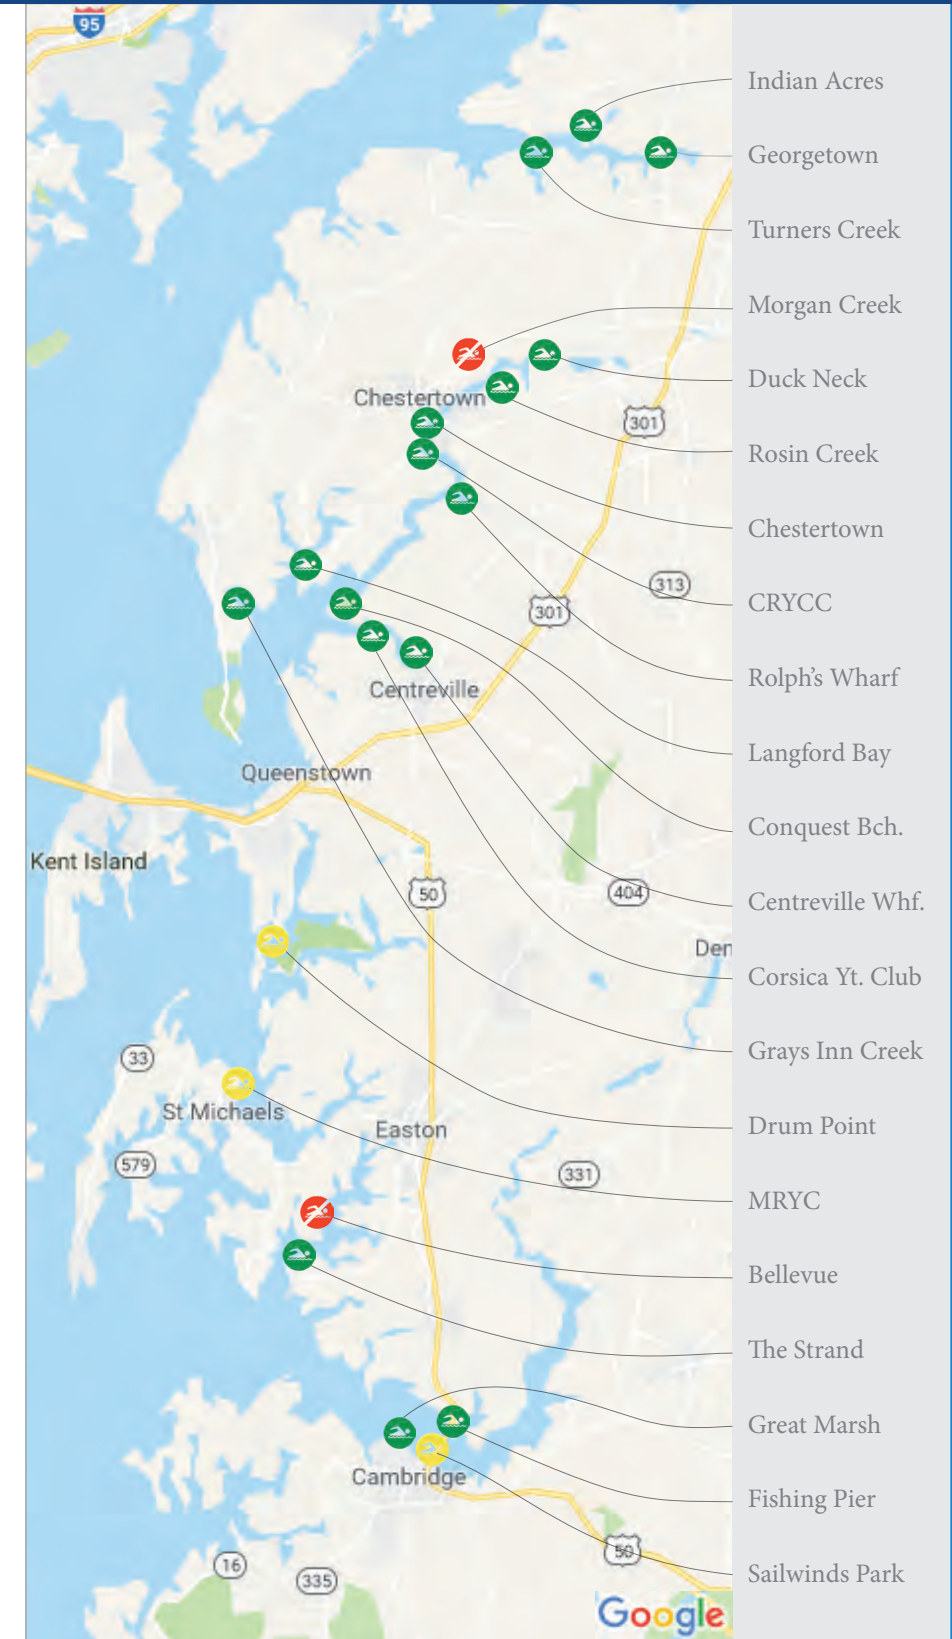 95
Indian Acres
Georgetown
Turners Creek
Morgan Creek
Duck Neck
Chestertown
301
Rosin Creek
Chestertown
313
CRYCC
301
Rolph's Wharf
Centreville
Langford Bay
Queenstown
Conquest Bch.
Kent Island
50
404
Centreville Whf.
Den
Corsica Yt. Club
33
Grays Inn Creek
St Michaels
Easton
Drum Point
579
331
MRYC
Bellevue
The Strand
Great Marsh
Cambridge
Fishing Pier
50
16
335
Sailwinds Park
Google